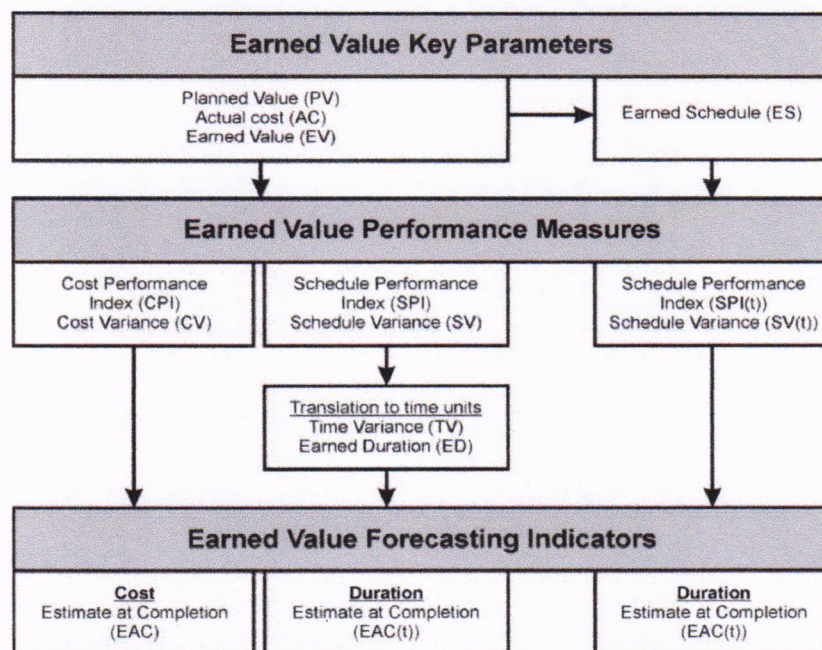 Earned Value Key Parameters
Planned Value (PV)
Actual cost (AC)
Earned Value (EV)
Earned Schedule (ES)
Earned Value Performance Measures
Cost Performance
Index (CPI)
Cost Variance (CV)
Schedule Performance
Index (SPI)
Schedule Variance (SV)
Schedule Performance
Index (SPI(t))
Schedule Variance (SV(t))
Translation to time units
Time Variance (TV)
Earned Duration (ED)
Earned Value Forecasting Indicators
Cost
Estimate at Completion
(EAC)
Duration
Estimate at Completion
(EAC(t))
Duration
Estimate at Completion
(EAC(t))